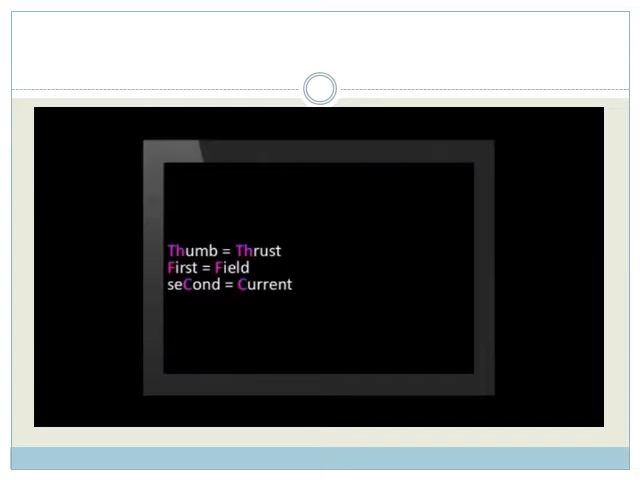 Thumb = Thrust
First = Field
seCond = Current